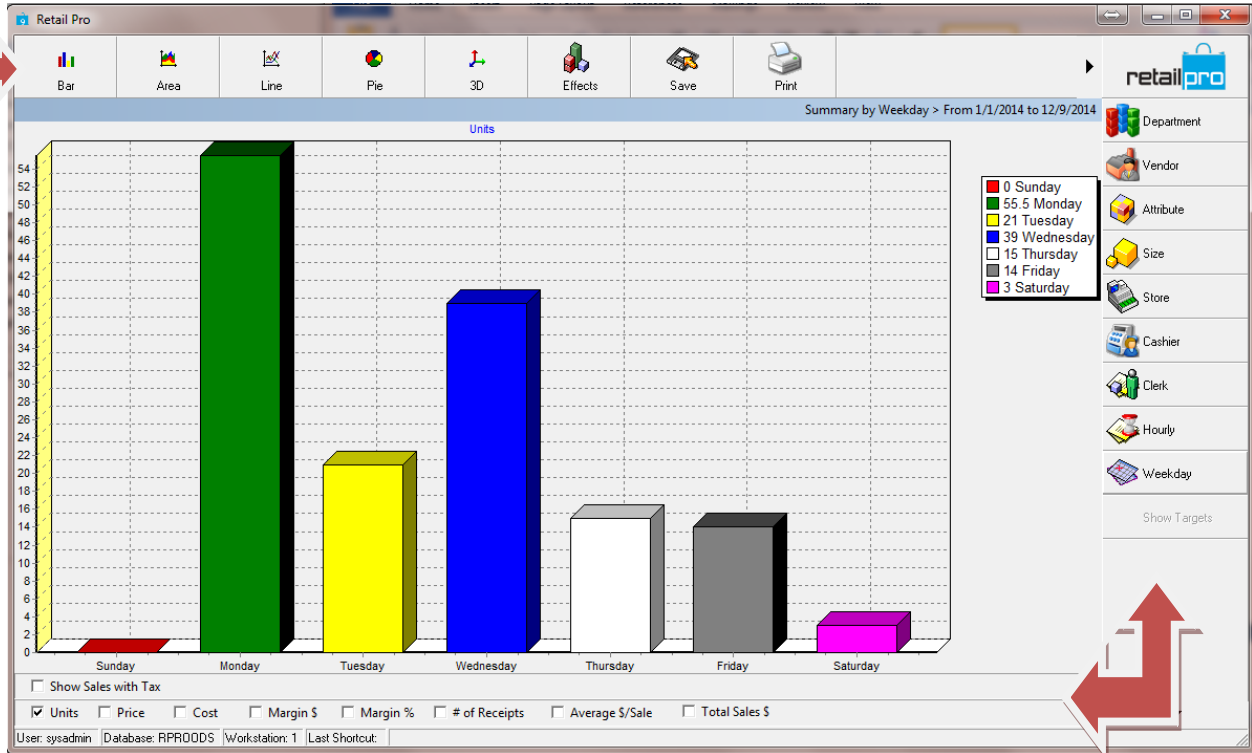 Retail Pro
Bar Area Line Pie 3D Effects Save Print
retailpro
Summary by Weekday > From 1/1/2014 to 12/9/2014
Units
54
52
50
48
46
44
42
40
38
36
34
32
30
28
26
24
22
20
18
16
14
12
10
8
6
4
2
0
0 Sunday
55.5 Monday
21 Tuesday
39 Wednesday
15 Thursday
14 Friday
3 Saturday
Sunday Monday Tuesday Wednesday Thursday Friday Saturday
Department
Vendor
Attribute
Size
Store
Cashier
Clerk
Hourly
Weekday
Show Targets
Show Sales with Tax
Units Price Cost Margin $ Margin % # of Receipts Average $/Sale Total Sales $
User: sysadmin Database: RPROODS Workstation: 1 Last Shortcut: